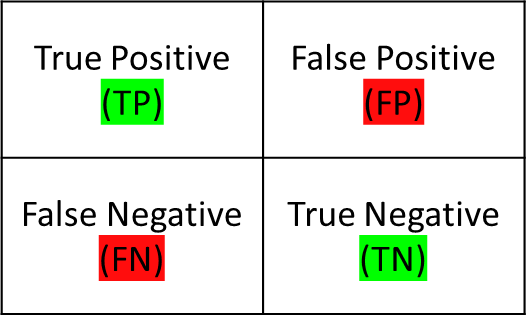 True Positive
(TP)
False Positive
(FP)
False Negative
(FN)
True Negative
(TN)